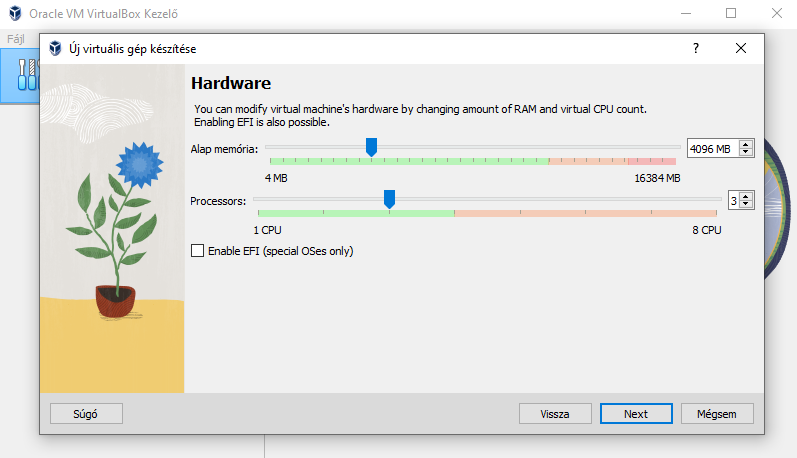 Oracle VM VirtualBox Kezelő
Fájl
Új virtuális gép készítése
?
Hardware
You can modify virtual machine's hardware by changing amount of RAM and virtual CPU count.
Enabling EFI is also possible.
Alap memória:
4096 MB
4 MB
16384 MB
Processors:
3
1 CPU
8 CPU
Enable EFI (special OSes only)
Súgó
Vissza
Next
Mégsem